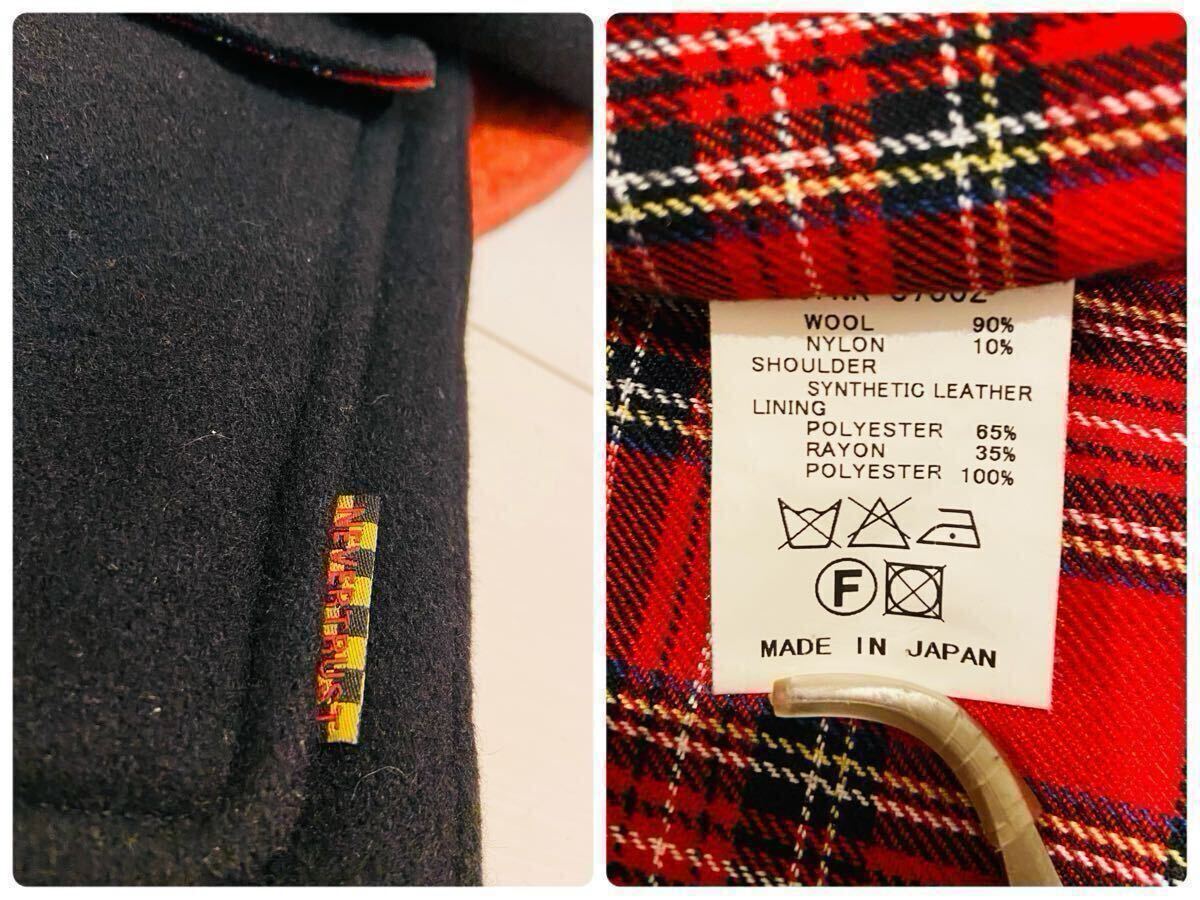 NEVERTRUST
WOOL 90%
NYLON 10%
SHOULDER
SYNTHETIC LEATHER
LINING
POLYESTER 65%
RAYON 35%
POLYESTER 100%
F
MADE IN JAPAN